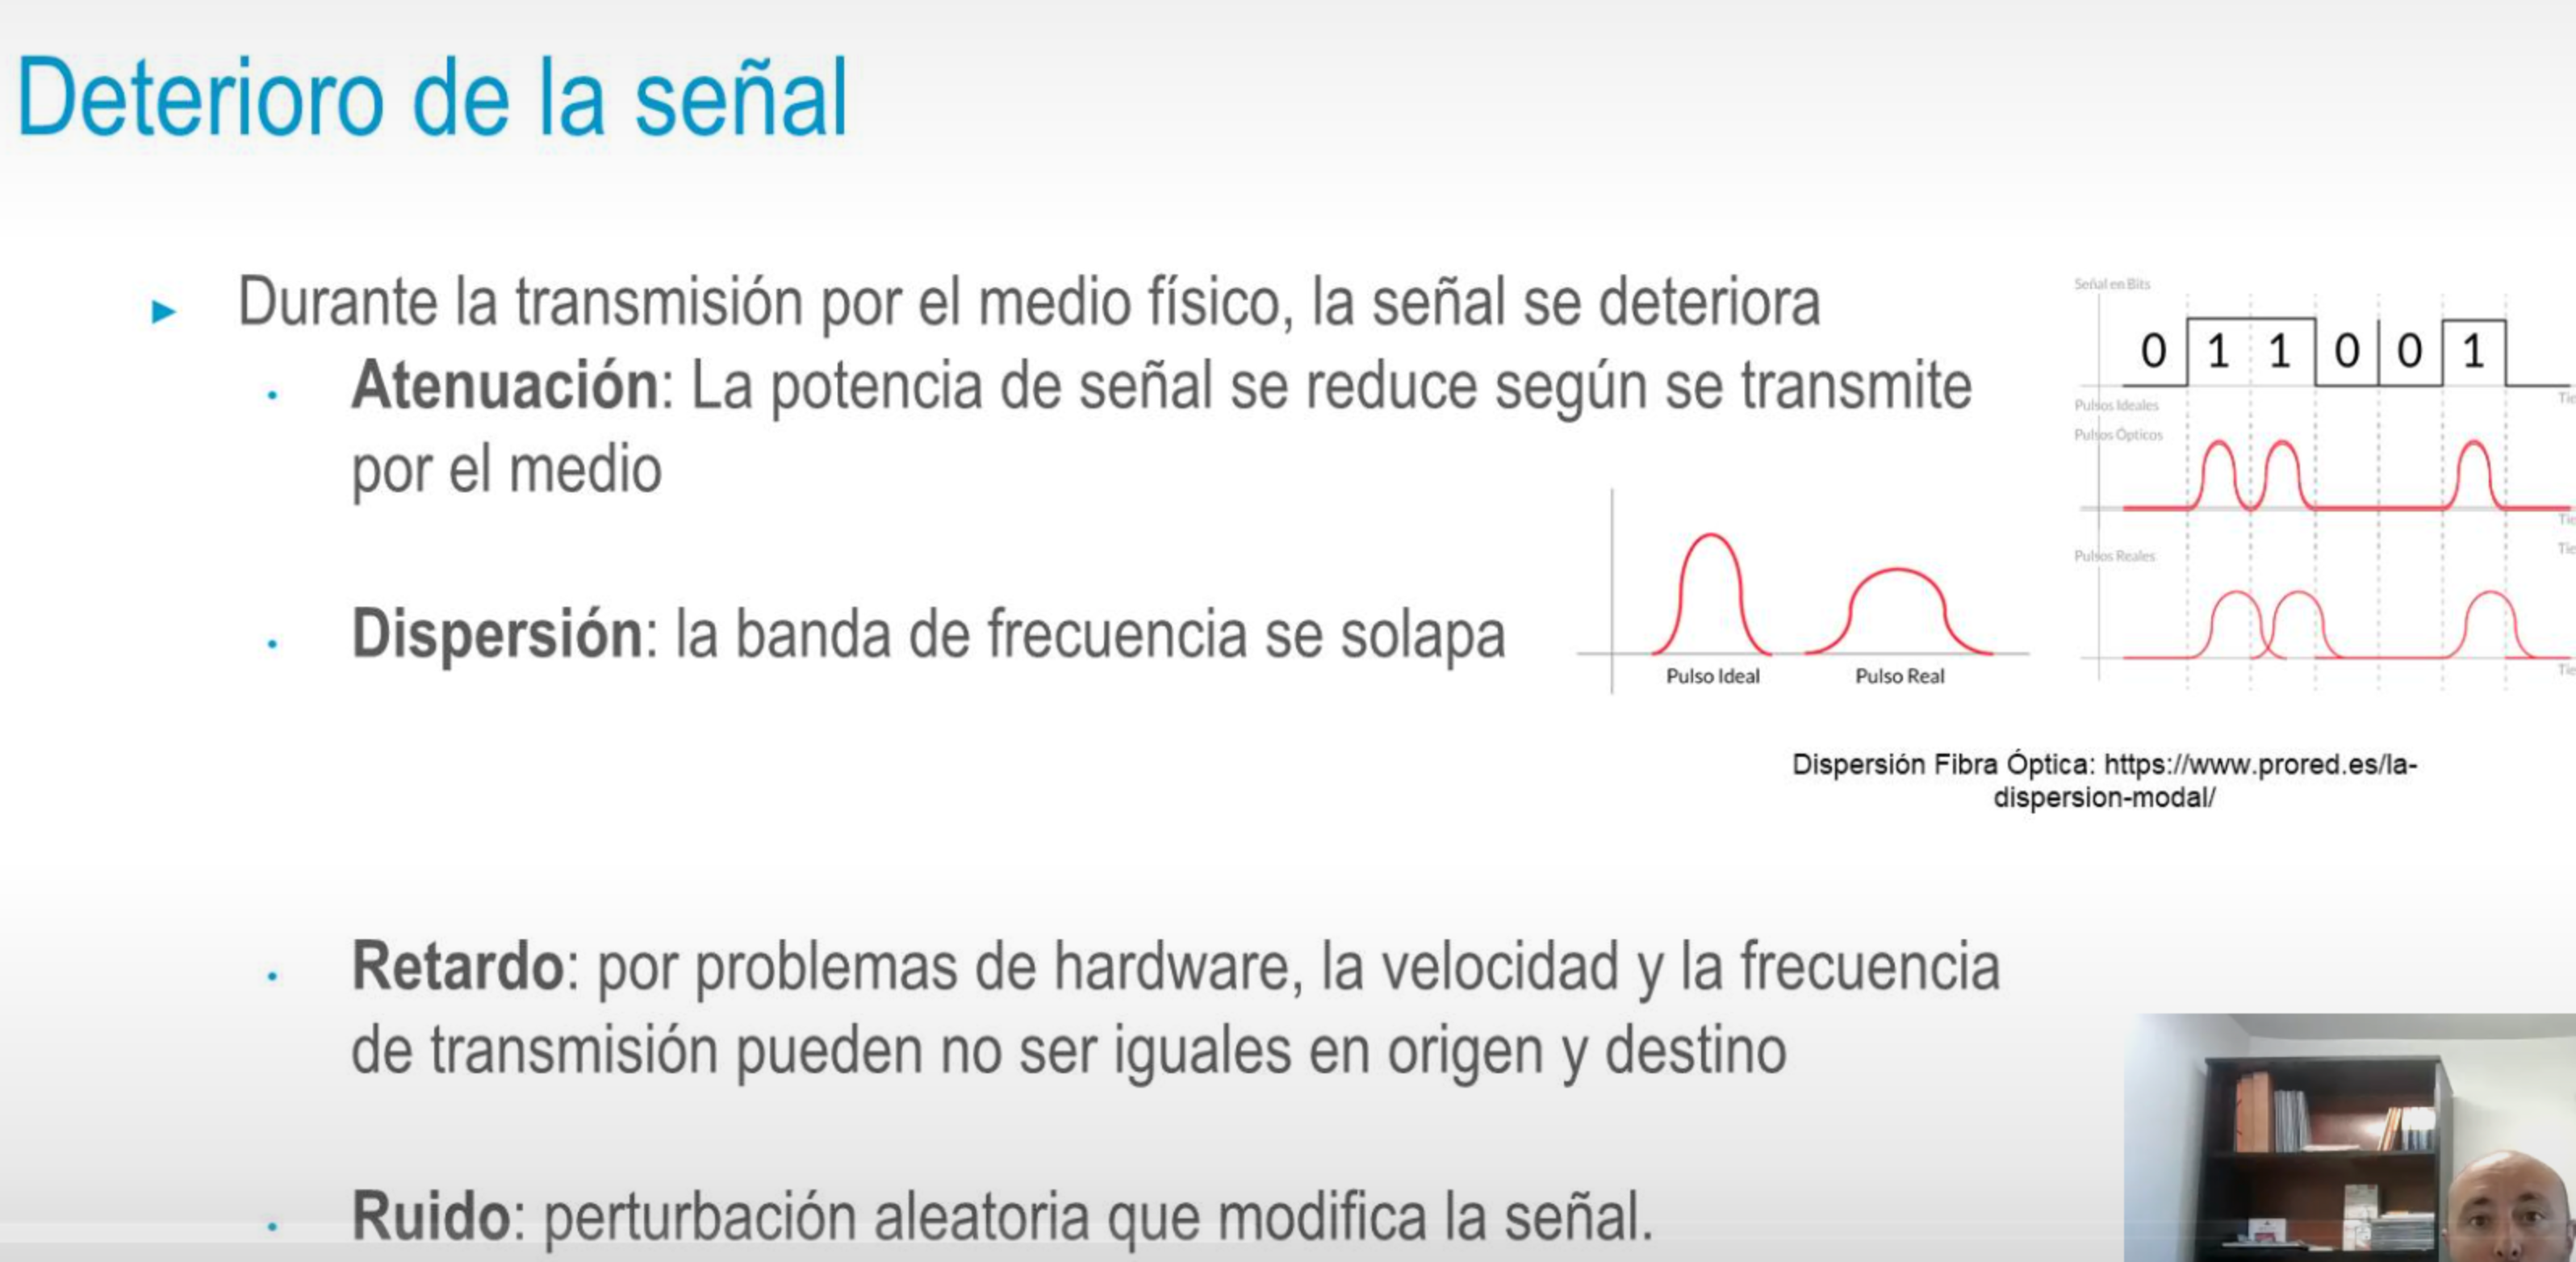 Deterioro de la señal
► Durante la transmisión por el medio físico, la señal se deteriora
· Atenuación: La potencia de señal se reduce según se transmite
por el medio
· Dispersión: la banda de frecuencia se solapa
Pulso Ideal
Pulso Real
Señal en Bits
0 1 1 0 0 1
Tie
Pulsos Ideales
Pulsos Ópticos
Tie
Tie
Pulsos Reales
Tie
Dispersión Fibra Óptica: https://www.prored.es/la-
dispersion-modal/
· Retardo: por problemas de hardware, la velocidad y la frecuencia
de transmisión pueden no ser iguales en origen y destino
· Ruido: perturbación aleatoria que modifica la señal.